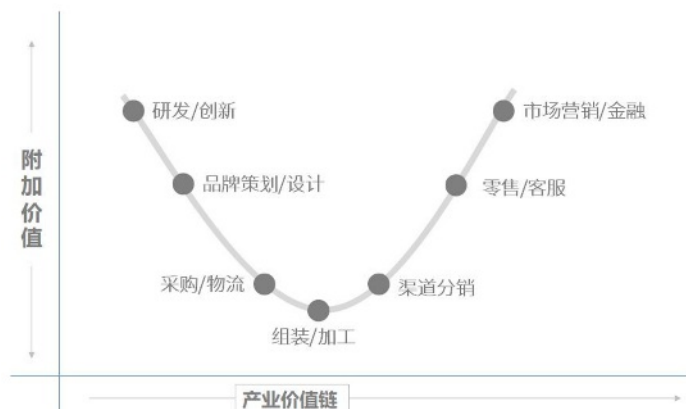 研发/创新
市场营销/金融
附加价值
品牌策划/设计
零售/客服
采购/物流
渠道分销
组装/加工
产业价值链